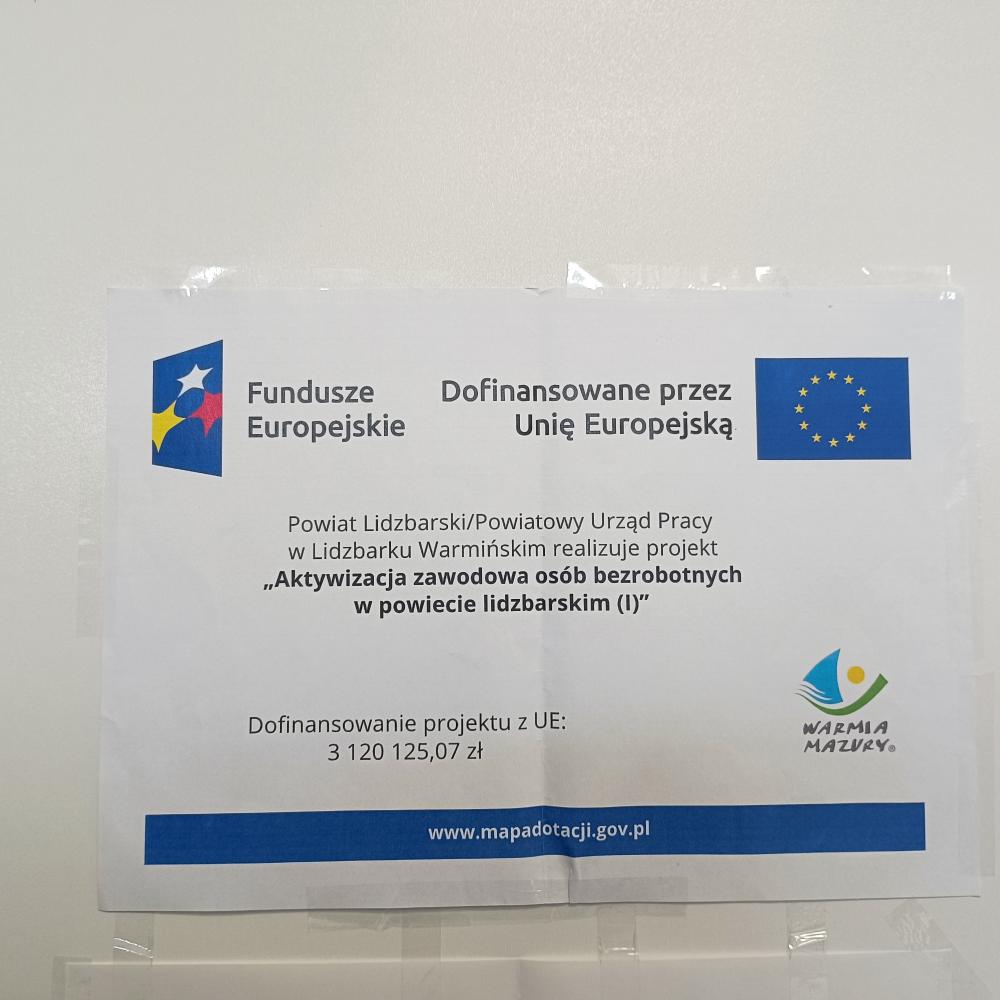 Fundusze
Europejskie
Dofinansowane przez
Unię Europejską
Powiat Lidzbarski/Powiatowy Urząd Pracy
w Lidzbarku Warmińskim realizuje projekt
„Aktywizacja zawodowa osób bezrobotnych
w powiecie lidzbarskim (I)”
Dofinansowanie projektu z UE:
3 120 125,07 zł
WARMIA
MAZURY®
www.mapadotacji.gov.pl